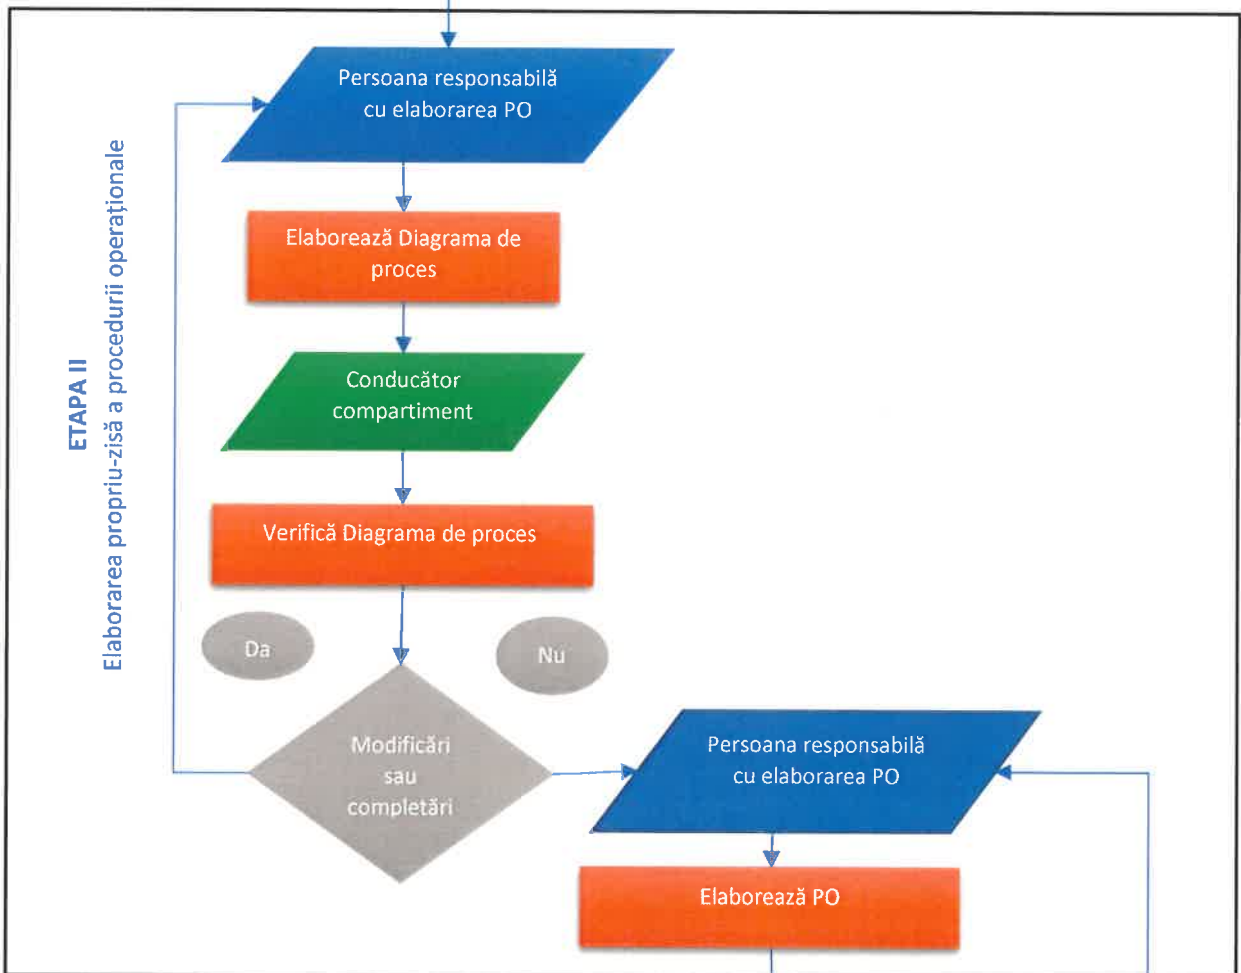 ETAPA II
Elaborarea propriu-zisă a procedurii operaționale
Persoana responsabilă
cu elaborarea PO
Elaborează Diagrama de
proces
Conducător
compartiment
Verifică Diagrama de proces
Da
Nu
Modificări
sau
completări
Persoana responsabilă
cu elaborarea PO
Elaborează PO